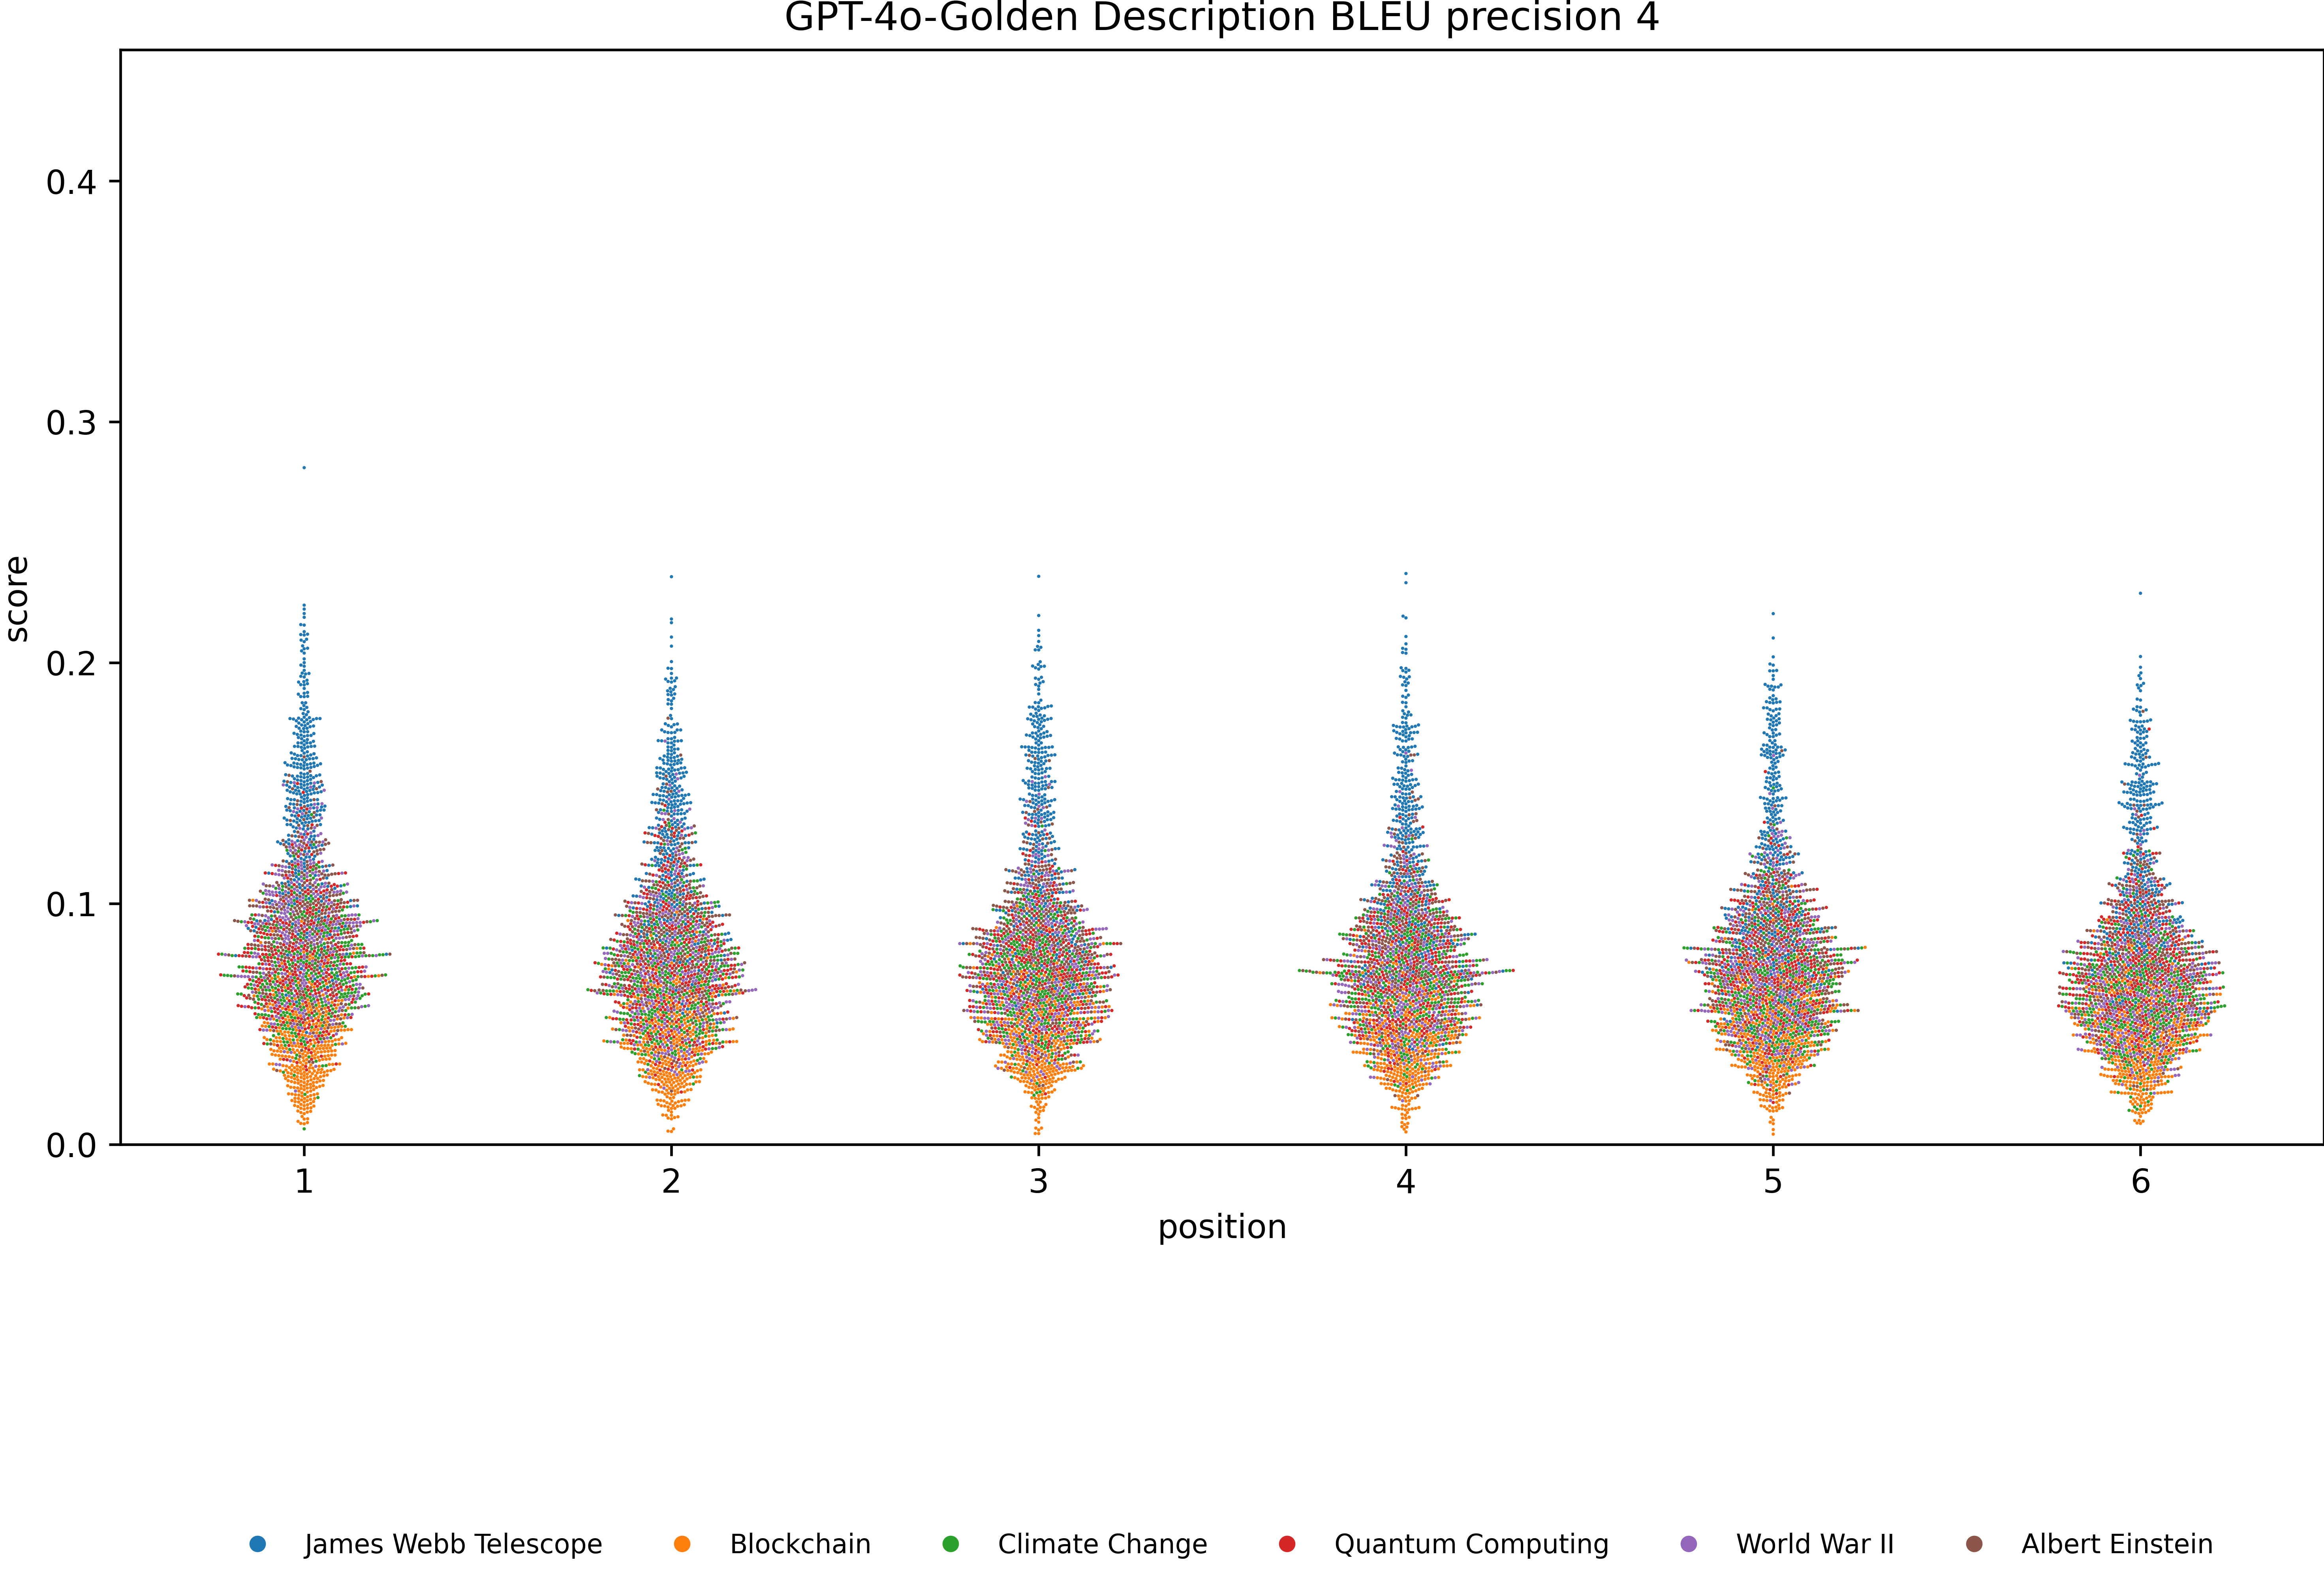 GPT-4o-Golden Description BLEU precision 4
score
0.4
0.3
0.2
0.1
0.0
1 2 3 4 5 6
position
James Webb Telescope Blockchain Climate Change Quantum Computing World War II Albert Einstein